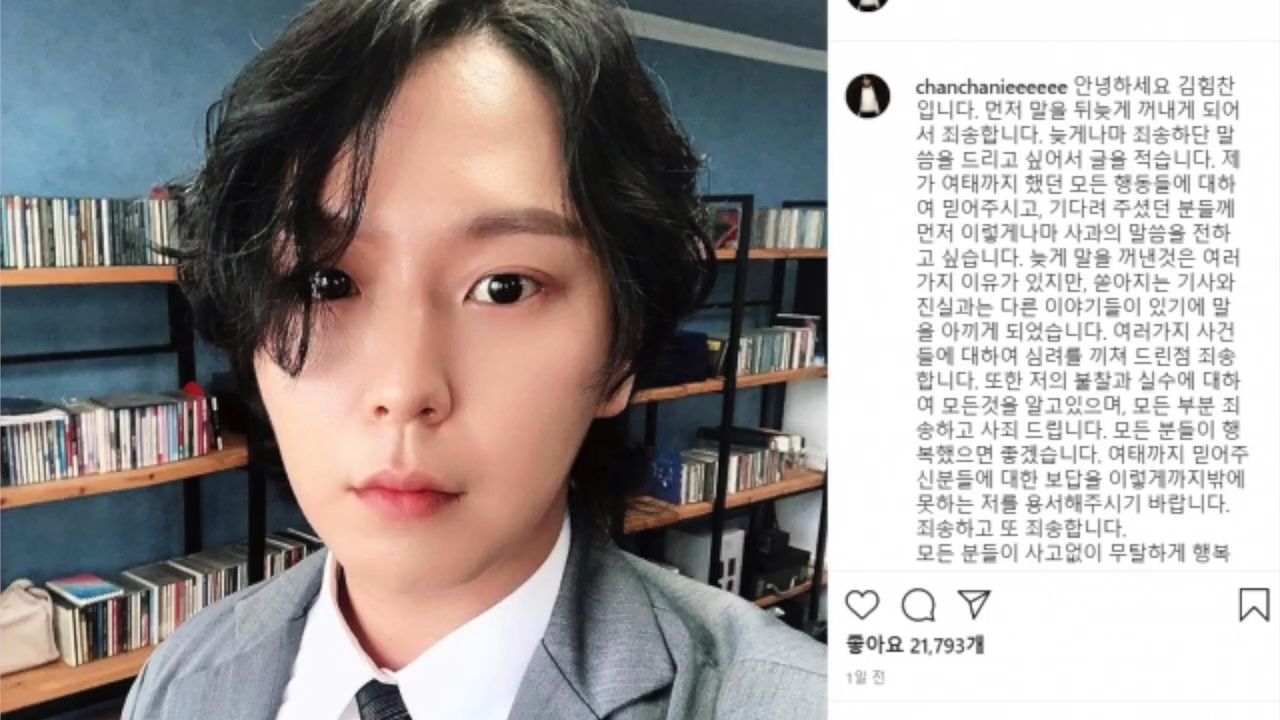 chanchanieeeeee 안녕하세요 김힘찬
입니다. 먼저 말을 뒤늦게 꺼내게 되어
서 죄송합니다. 늦게나마 죄송하단 말
씀을 드리고 싶어서 글을 적습니다. 제
가 여태까지 했던 모든 행동들에 대하
여 믿어주시고, 기다려 주셨던 분들께
먼저 이렇게나마 사과의 말씀을 전하
고 싶습니다. 늦게 말을 꺼낸것은 여러
가지 이유가 있지만, 쏟아지는 기사와
진실과는 다른 이야기들이 있기에 말
을 아끼게 되었습니다. 여러가지 사건
들에 대하여 심려를 끼쳐 드린점 죄송
합니다. 또한 저의 불찰과 실수에 대하
여 모든것을 알고있으며, 모든 부분 죄
송하고 사죄 드립니다. 모든 분들이 행
복했으면 좋겠습니다. 여태까지 믿어주
신분들에 대한 보답을 이렇게까지밖에
못하는 저를 용서해주시기 바랍니다.
죄송하고 또 죄송합니다.
모든 분들이 사고없이 무탈하게 행복
좋아요 21,793개
1일 전